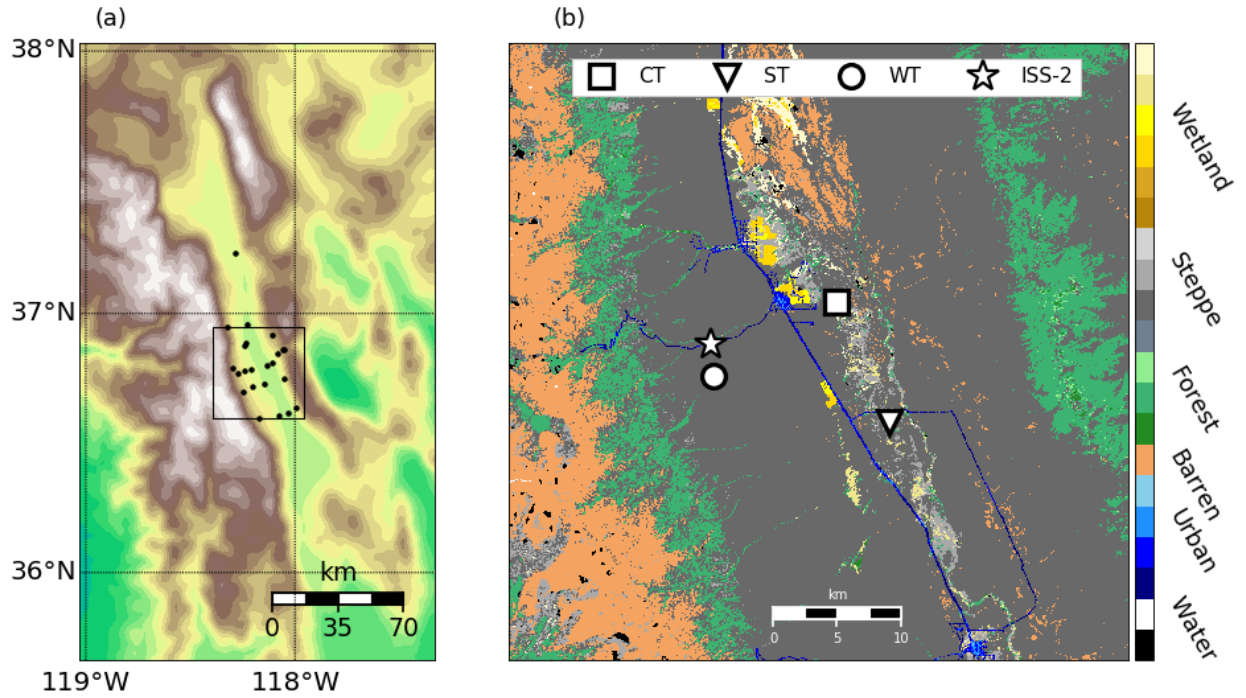 (a)
38°N
37°N
36°N
119°W 118°W
km
0 35 70
(b)
CT ST WT ISS-2
km
0 5 10
Wetland
Steppe
Forest
Barren
Urban
Water